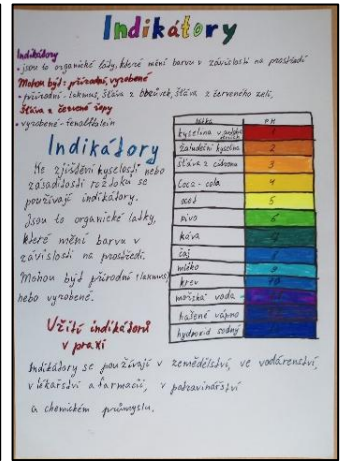 Indikátory
Indikátory
• jsou to organické látky, které mění barvu v závislosti na prostředí
Mohou být: přírodní, vyrobené
• přírodní - lakmus, šťáva z borůvek, šťáva z červeného zelí,
šťáva z červené řepy
• vyrobené - fenolftalein
Indikátory
Ke zjištění kyselosti nebo
zásaditosti roztoku se
používají indikátory.
Jsou to organické látky,
které mění barvu v
závislosti na prostředí.
Mohou být přírodní (lakmus,
nebo vyrobené.
látka PH
kyselina v
žaludeční kyselina 2
šťáva z citronu 3
Coca - cola 4
ocet 5
pivo 6
káva
čaj
mléko 9
krev 10
mořská voda
hašené vápno
hydroxid sodný
Užití indikátorů
v praxi
Indikátory se používají v zemědělství, ve vodárenství,
v lékařství a farmacii, v potravinářství
a chemickém průmyslu.